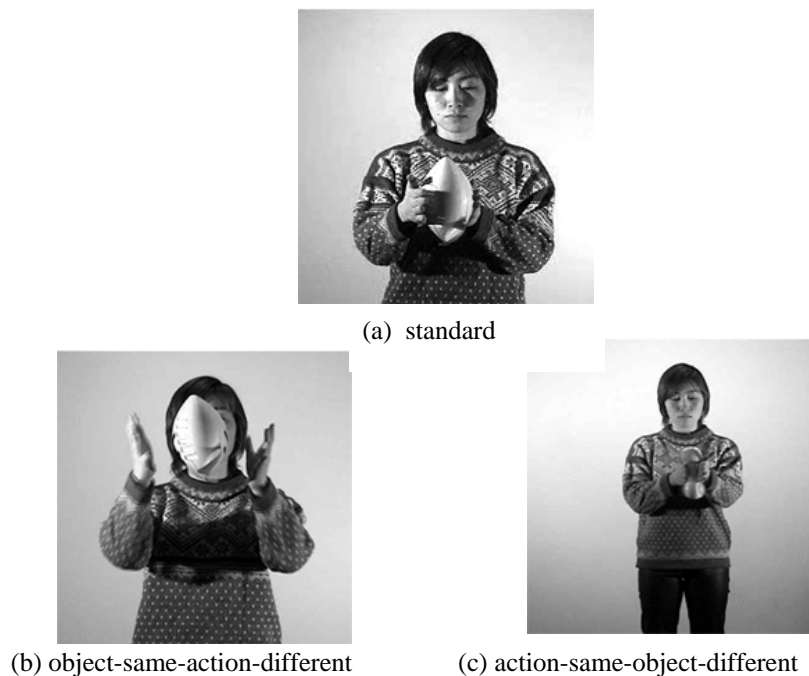 (a) standard
(b) object-same-action-different
(c) action-same-object-different